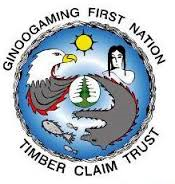 GINOOGAMING FIRST NATION
TIMBER CLAIM TRUST